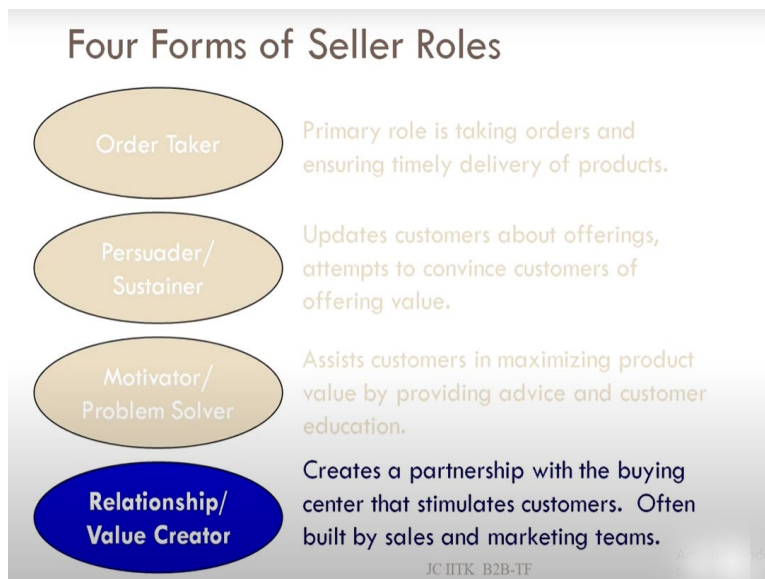 Four Forms of Seller Roles
Order Taker
Primary role is taking orders and
ensuring timely delivery of products.
Persuader/
Sustainer
Updates customers about offerings,
attempts to convince customers of
offering value.
Motivator/
Problem Solver
Assists customers in maximizing product
value by providing advice and customer
education.
Relationship/
Value Creator
Creates a partnership with the buying
center that stimulates customers. Often
built by sales and marketing teams.
JC IITK B2B-TF